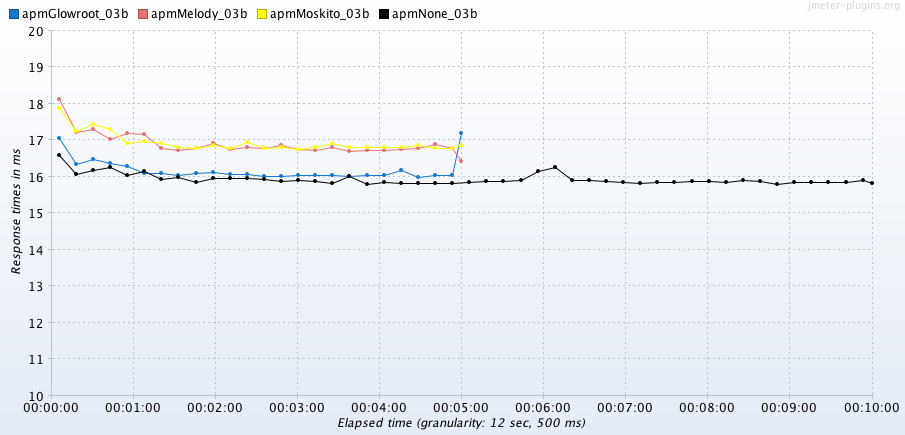 jmeter-plugins.org
apmGlowroot_03b apmMelody_03b apmMoskito_03b apmNone_03b
20
19
18
17
16
15
14
13
12
11
10
Response times in ms
00:00:00 00:01:00 00:02:00 00:03:00 00:04:00 00:05:00 00:06:00 00:07:00 00:08:00 00:09:00 00:10:00
Elapsed time (granularity: 12 sec, 500 ms)